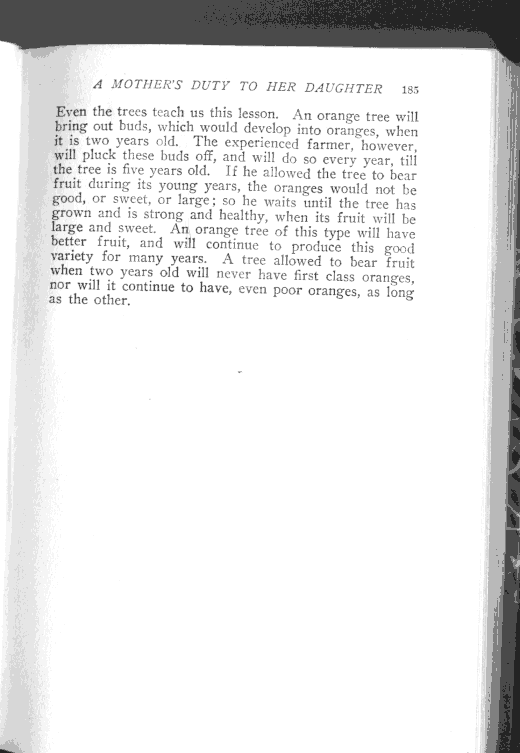 A MOTHER'S DUTY TO HER DAUGHTER 185
Even the trees teach us this lesson. An orange tree will
bring out buds, which would develop into oranges, when
it is two years old. The experienced farmer, however,
will pluck these buds off, and will do so every year, till
the tree is five years old. If he allowed the tree to bear
fruit during its young years, the oranges would not be
good, or sweet, or large; so he waits until the tree has
grown and is strong and healthy, when its fruit will be
large and sweet. An orange tree of this type will have
better fruit, and will continue to produce this good
variety for many years. A tree allowed to bear fruit
when two years old will never have first class oranges,
nor will it continue to have, even poor oranges, as long
as the other.